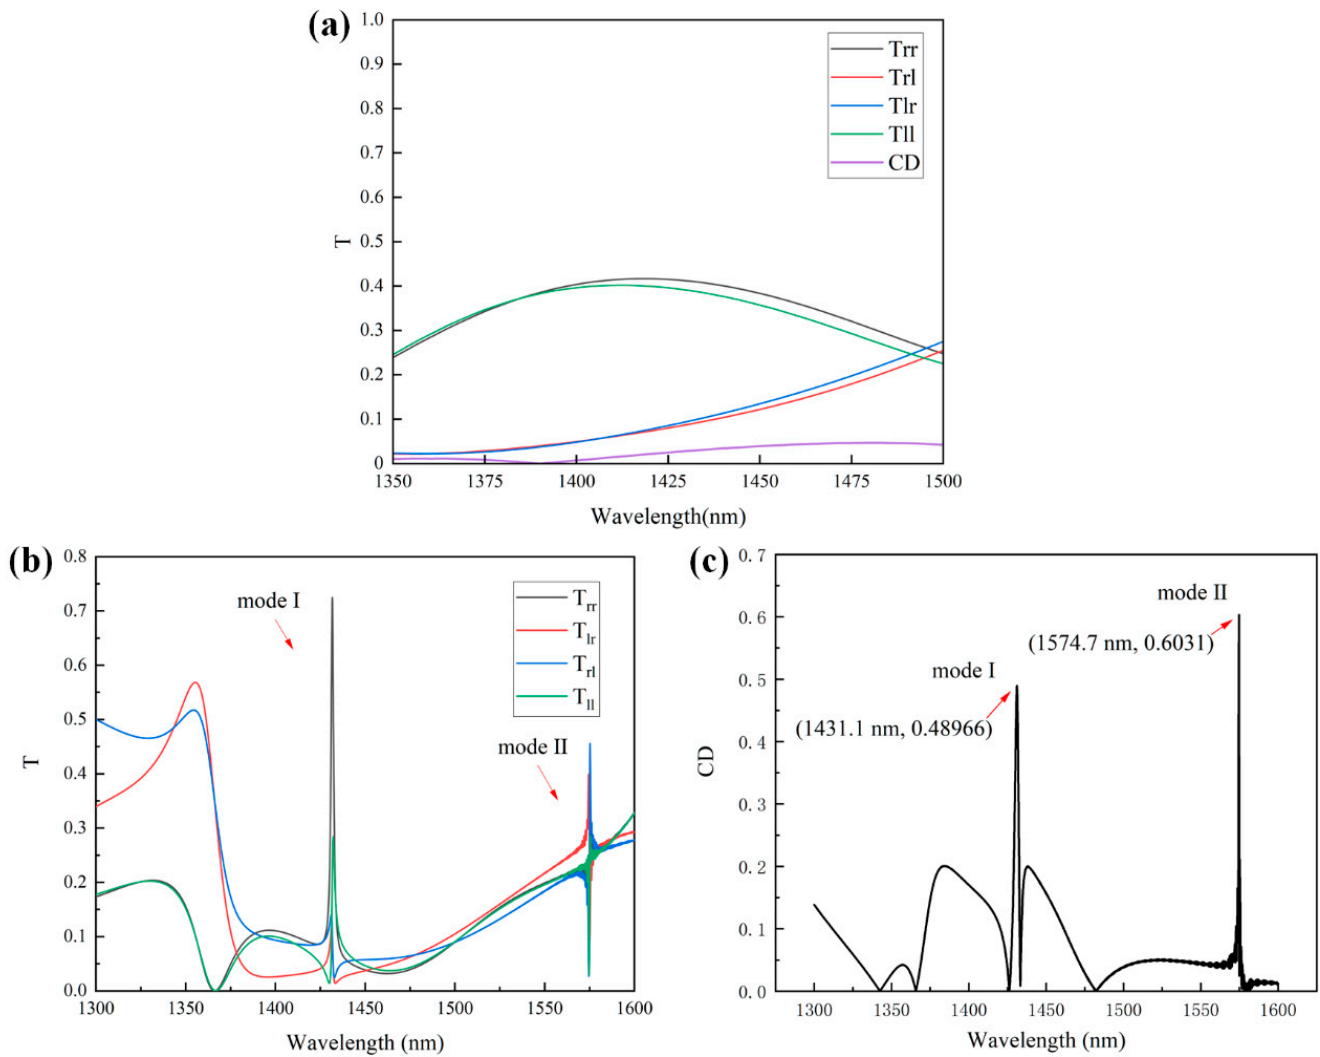 (a)
1.0
0.9
0.8
0.7
0.6
0.5
0.4
0.3
0.2
0.1
0
T
Trr
Trl
Tlr
Tll
CD
1350 1375 1400 1425 1450 1475 1500
Wavelength(nm)
(b)
0.8
0.7
0.6
0.5
0.4
0.3
0.2
0.1
0.0
T
mode I
mode II
Trr
Tlr
Trl
Tll
1300 1350 1400 1450 1500 1550 1600
Wavelength (nm)
(c)
0.7
0.6
0.5
0.4
0.3
0.2
0.1
0.0
CD
mode II
(1574.7 nm, 0.6031)
mode I
(1431.1 nm, 0.48966)
1300 1350 1400 1450 1500 1550 1600
Wavelength (nm)